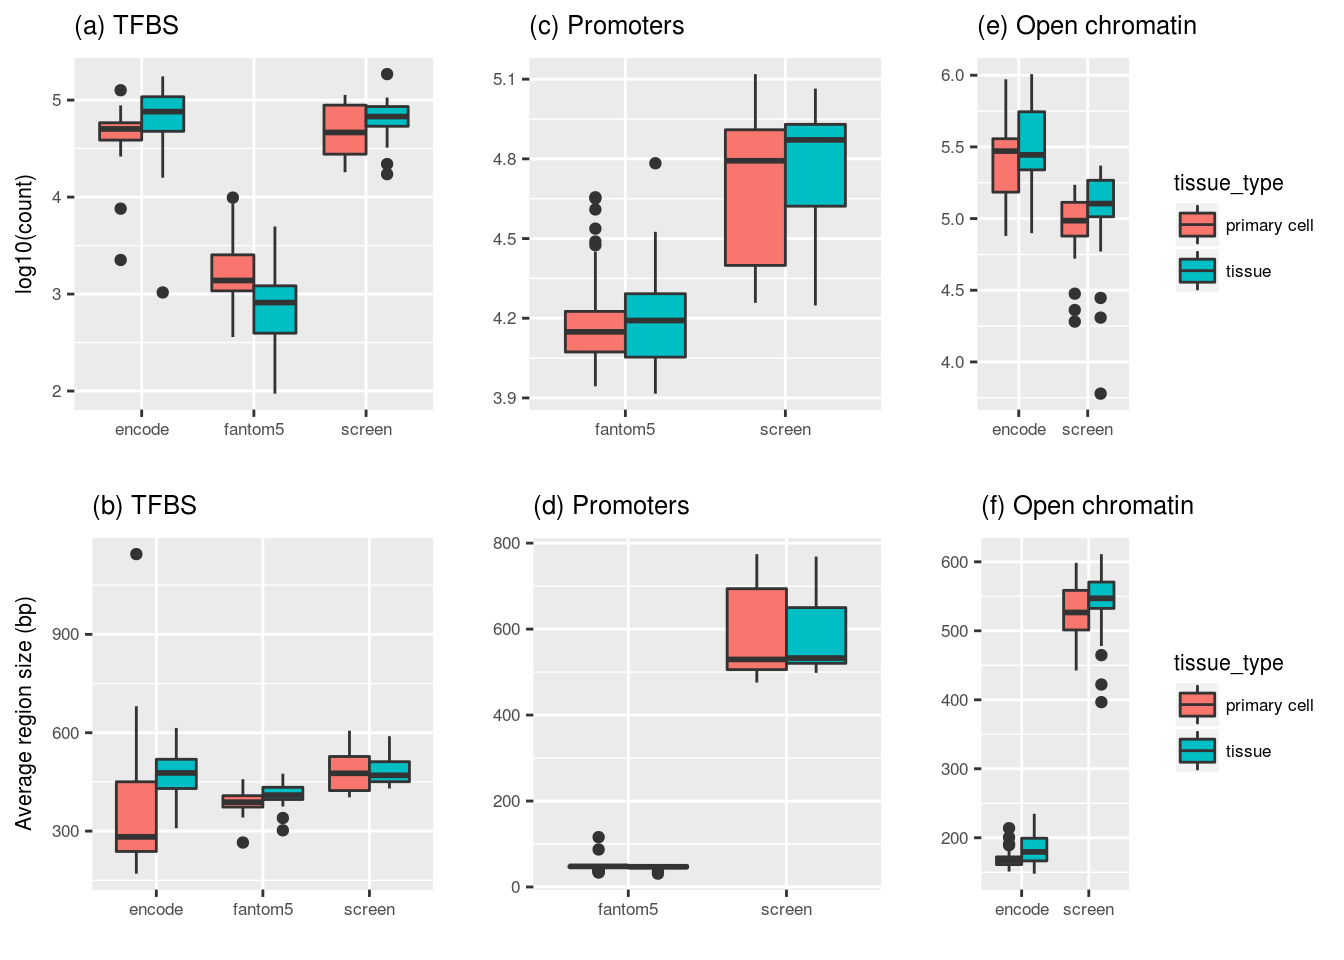 (a) TFBS
(c) Promoters
(e) Open chromatin
log10(count)
5
4
3
2
encode
fantom5
screen
5.1
4.8
4.5
4.2
3.9
fantom5
screen
6.0
5.5
5.0
4.5
4.0
encode
screen
tissue_type
primary cell
tissue
(b) TFBS
(d) Promoters
(f) Open chromatin
Average region size (bp)
900
600
300
encode
fantom5
screen
800
600
400
200
0
fantom5
screen
600
500
400
300
200
encode
screen
tissue_type
primary cell
tissue